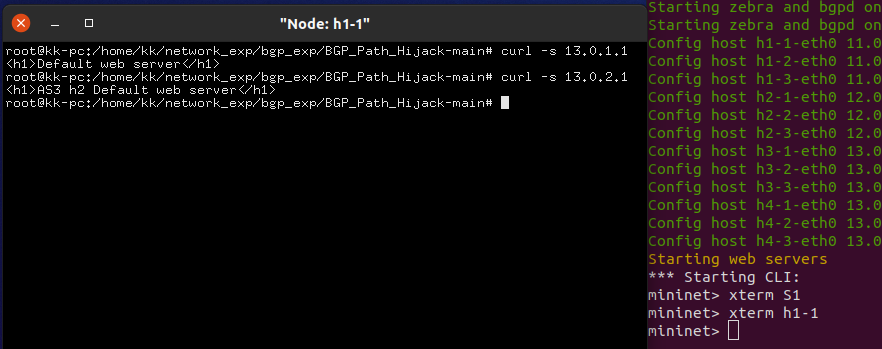 "Node: h1-1"
root@kk-pc:/home/kk/network_exp/bgp_exp/BGP_Path_Hijack-main# curl -s 13.0.1.1
<h1>Default web server</h1>
root@kk-pc:/home/kk/network_exp/bgp_exp/BGP_Path_Hijack-main# curl -s 13.0.2.1
<h1>AS3 h2 Default web server</h1>
root@kk-pc:/home/kk/network_exp/bgp_exp/BGP_Path_Hijack-main#
Starting zebra and bgpd on
Starting zebra and bgpd on
Config host h1-1-eth0 11.0
Config host h1-2-eth0 11.0
Config host h1-3-eth0 11.0
Config host h2-1-eth0 12.0
Config host h2-2-eth0 12.0
Config host h2-3-eth0 12.0
Config host h3-1-eth0 13.0
Config host h3-2-eth0 13.0
Config host h3-3-eth0 13.0
Config host h4-1-eth0 13.0
Config host h4-2-eth0 13.0
Config host h4-3-eth0 13.0
Starting web servers
*** Starting CLI:
mininet> xterm S1
mininet> xterm h1-1
mininet>